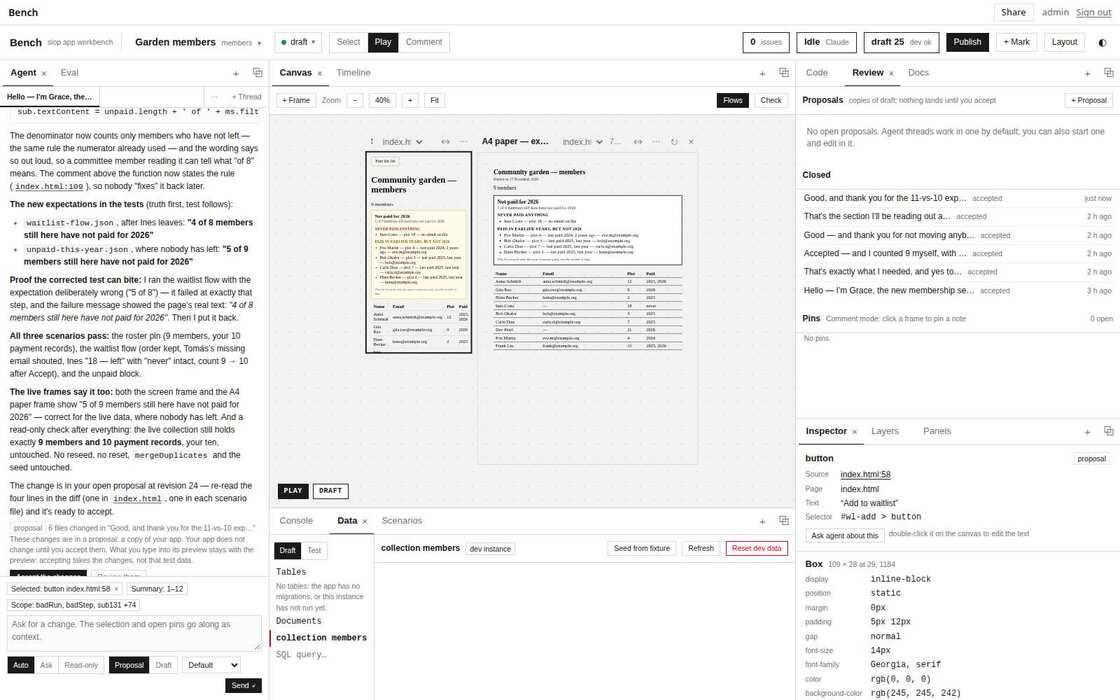 Bench
Share admin Sign out
Bench slop app workbench Garden members members ▾ draft ▾ Select Play Comment 0 issues Idle Claude draft 25 dev ok Publish + Mark Layout
Agent × Eval
Hello — I'm Grace, the… ··· + Thread
sub.textContent = unpaid.length + ' of ' + ms.filt
The denominator now counts only members who have not left —
the same rule the numerator already used — and the wording says
so out loud, so a committee member reading it can tell what "of 8"
means. The comment above the function now states the rule
( index.html:109 ), so nobody "fixes" it back later.
The new expectations in the tests (truth first, test follows):
• waitlist-flow.json , after Ines leaves: "4 of 8 members
still here have not paid for 2026"
• unpaid-this-year.json , where nobody has left: "5 of 9
members still here have not paid for 2026"
Proof the corrected test can bite: I ran the waitlist flow with the
expectation deliberately wrong ("5 of 8") — it failed at exactly that
step, and the failure message showed the page's real text: "4 of 8
members still here have not paid for 2026". Then I put it back.
All three scenarios pass: the roster pin (9 members, your 10
payment records), the waitlist flow (order kept, Tomás's missing
email shouted, Ines "18 — left" with "never" intact, count 9 → 10
after Accept), and the unpaid block.
The live frames say it too: both the screen frame and the A4
paper frame show "5 of 9 members still here have not paid for
2026" — correct for the live data, where nobody has left. And a
read-only check after everything: the live collection still holds
exactly 9 members and 10 payment records, your ten,
untouched. No reseed, no reset, mergeDuplicates and the
seed untouched.
The change is in your open proposal at revision 24 — re-read the
four lines in the diff (one in index.html , one in each scenario
file) and it's ready to accept.
proposal 6 files changed in "Good, and thank you for the 11-vs-10 exp…"
These changes are in a proposal: a copy of your app. Your app does not
change until you accept them. What you type into its preview stays with the
preview: accepting takes the changes, not that test data.
Selected: button index.html:58 × Summary: 1–12
Scope: badRun, badStep, sub131 +74
Ask for a change. The selection and open pins go along as
context.
Auto Ask Read-only Proposal Draft Default
Send
Canvas × Timeline
+ Frame Zoom − 40% + Fit Flows Check
index.h A4 paper — ex… index.h 7… ×
Community garden —
members
9 members
Not paid for 2026
Name Email Plot Paid
Community garden — members
9 members
Not paid for 2026
NEVER PAID ANYTHING
PAID IN EARLIER YEARS, BUT NOT 2026
Name Email Plot Paid
PLAY DRAFT
Console Data × Scenarios
Draft Test
Tables
No tables: the app has no
migrations, or this instance
has not run yet.
Documents
collection members
SQL query…
collection members dev instance Seed from fixture Refresh Reset dev data
Code Review × Docs
Proposals copies of draft; nothing lands until you accept + Proposal
No open proposals. Agent threads work in one by default; you can also start one
and edit in it.
Closed
Good, and thank you for the 11-vs-10 exp… accepted just now
That's the section I'll be reading out a… accepted 2 h ago
Good — and thank you for not moving anyb… accepted 2 h ago
Accepted — and I counted 9 myself, with … accepted 2 h ago
That's exactly what I needed, and yes to… accepted 2 h ago
Hello — I'm Grace, the new membership se… accepted 3 h ago
Pins Comment mode: click a frame to pin a note 0 open
No pins.
Inspector × Layers Panels
button proposal
Source index.html:58
Page index.html
Text “Add to waitlist”
Selector #wl-add > button
Ask agent about this double-click it on the canvas to edit the text
Box 109 × 28 at 29, 1184
display inline-block
position static
margin 0px
padding 5px 12px
gap normal
font-size 14px
font-family Georgia, serif
color rgb(0, 0, 0)
background-color rgb(245, 245, 242)